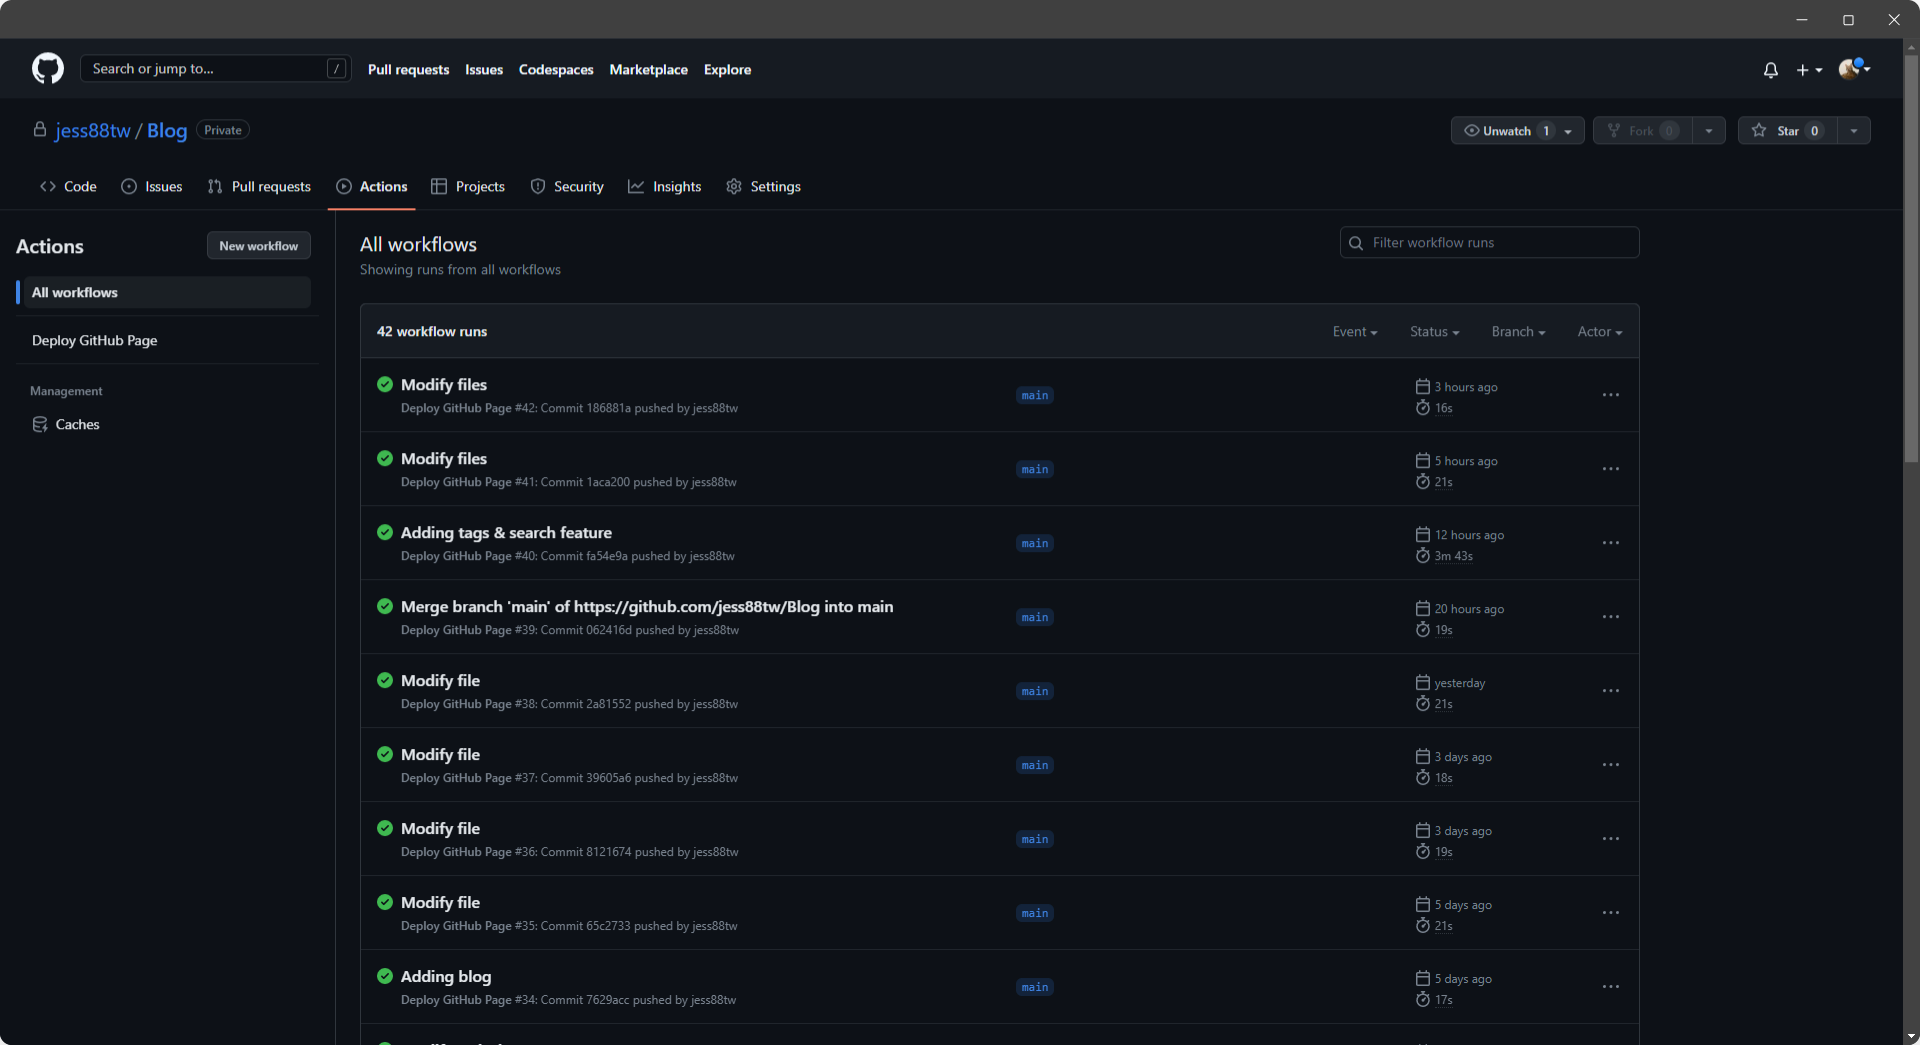 Search or jump to... /
Pull requests Issues Codespaces Marketplace Explore
jess88tw / Blog Private
Unwatch 1 Fork 0 Star 0
Code Issues Pull requests Actions Projects Security Insights Settings
Actions
New workflow
All workflows
Deploy GitHub Page
Management
Caches
All workflows
Showing runs from all workflows
Filter workflow runs
42 workflow runs
Event Status Branch Actor
Modify files
Deploy GitHub Page #42: Commit 186881a pushed by jess88tw
main
3 hours ago
16s
Modify files
Deploy GitHub Page #41: Commit 1aca200 pushed by jess88tw
main
5 hours ago
21s
Adding tags & search feature
Deploy GitHub Page #40: Commit fa54e9a pushed by jess88tw
main
12 hours ago
3m 43s
Merge branch 'main' of https://github.com/jess88tw/Blog into main
Deploy GitHub Page #39: Commit 062416d pushed by jess88tw
main
20 hours ago
19s
Modify file
Deploy GitHub Page #38: Commit 2a81552 pushed by jess88tw
main
yesterday
21s
Modify file
Deploy GitHub Page #37: Commit 39605a6 pushed by jess88tw
main
3 days ago
18s
Modify file
Deploy GitHub Page #36: Commit 8121674 pushed by jess88tw
main
3 days ago
19s
Modify file
Deploy GitHub Page #35: Commit 65c2733 pushed by jess88tw
main
5 days ago
21s
Adding blog
Deploy GitHub Page #34: Commit 7629acc pushed by jess88tw
main
5 days ago
17s